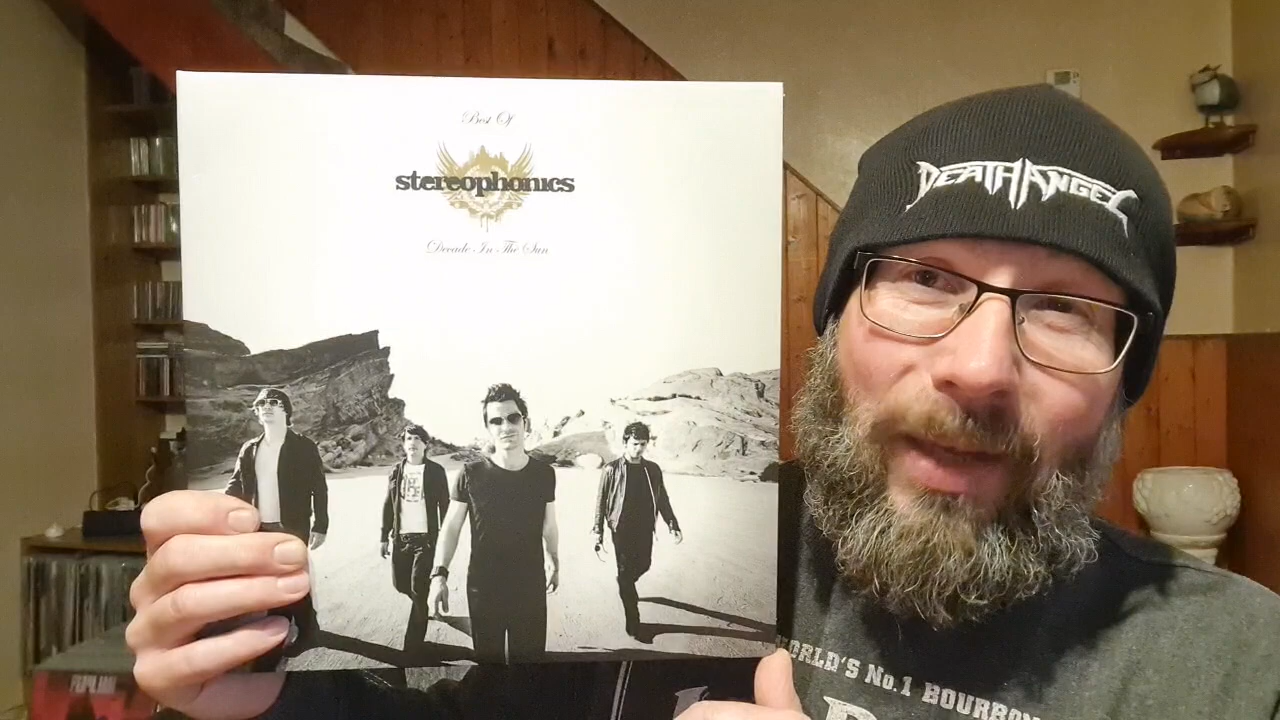 Best Of
stereophonics
Decade In The Sun
DEATH ANGEL
WORLD'S No.1 BOURBON